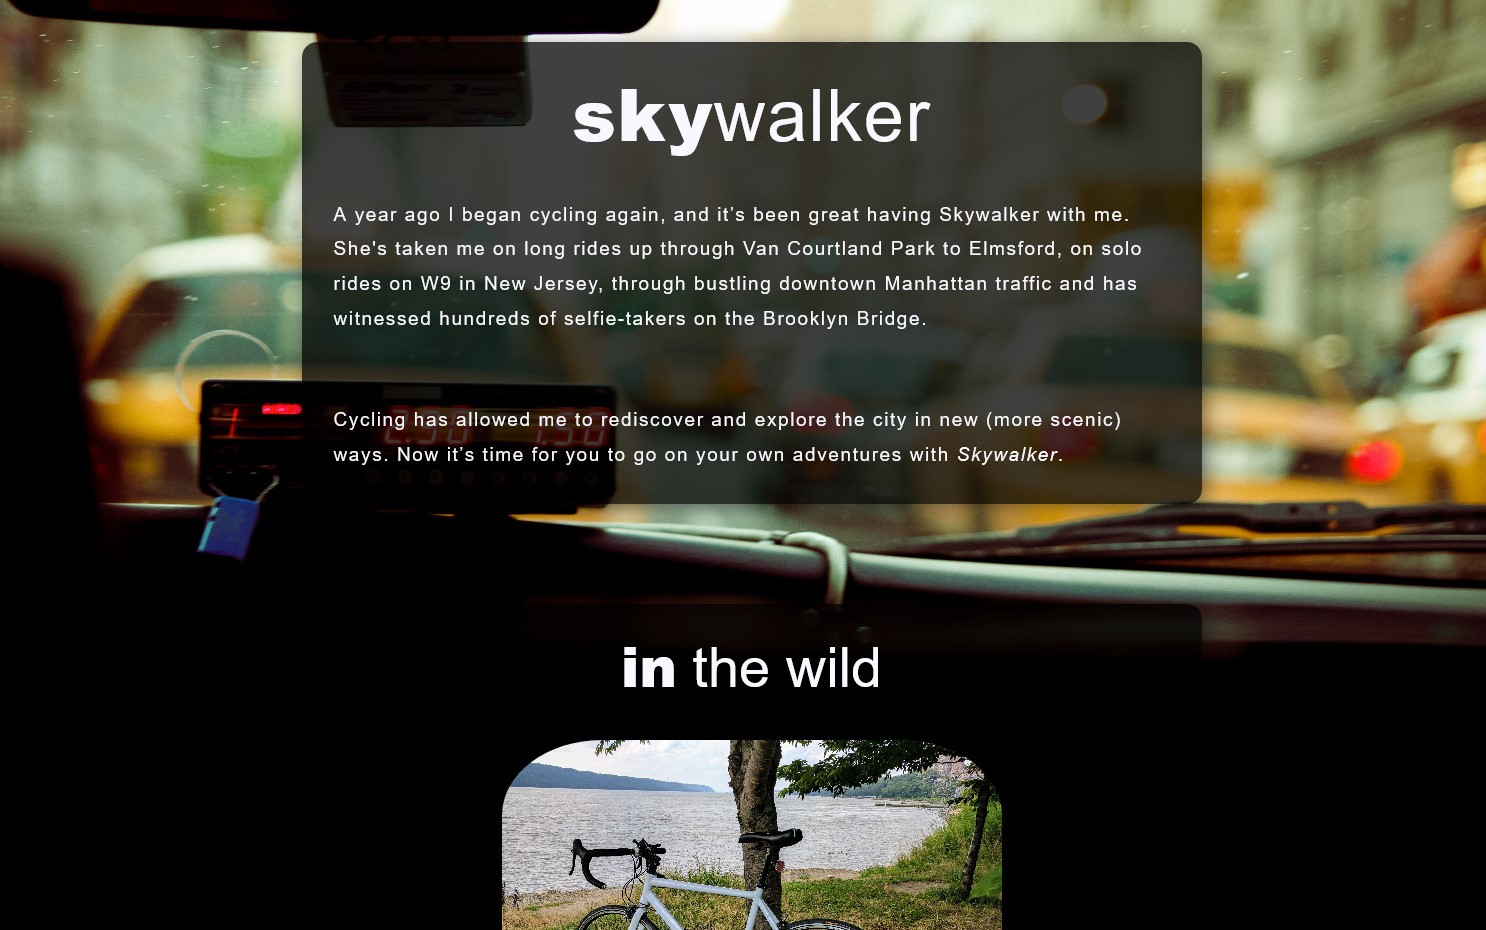 skywalker
A year ago I began cycling again, and it’s been great having Skywalker with me.
She's taken me on long rides up through Van Courtland Park to Elmsford, on solo
rides on W9 in New Jersey, through bustling downtown Manhattan traffic and has
witnessed hundreds of selfie-takers on the Brooklyn Bridge.
Cycling has allowed me to rediscover and explore the city in new (more scenic)
ways. Now it’s time for you to go on your own adventures with Skywalker.
in the wild